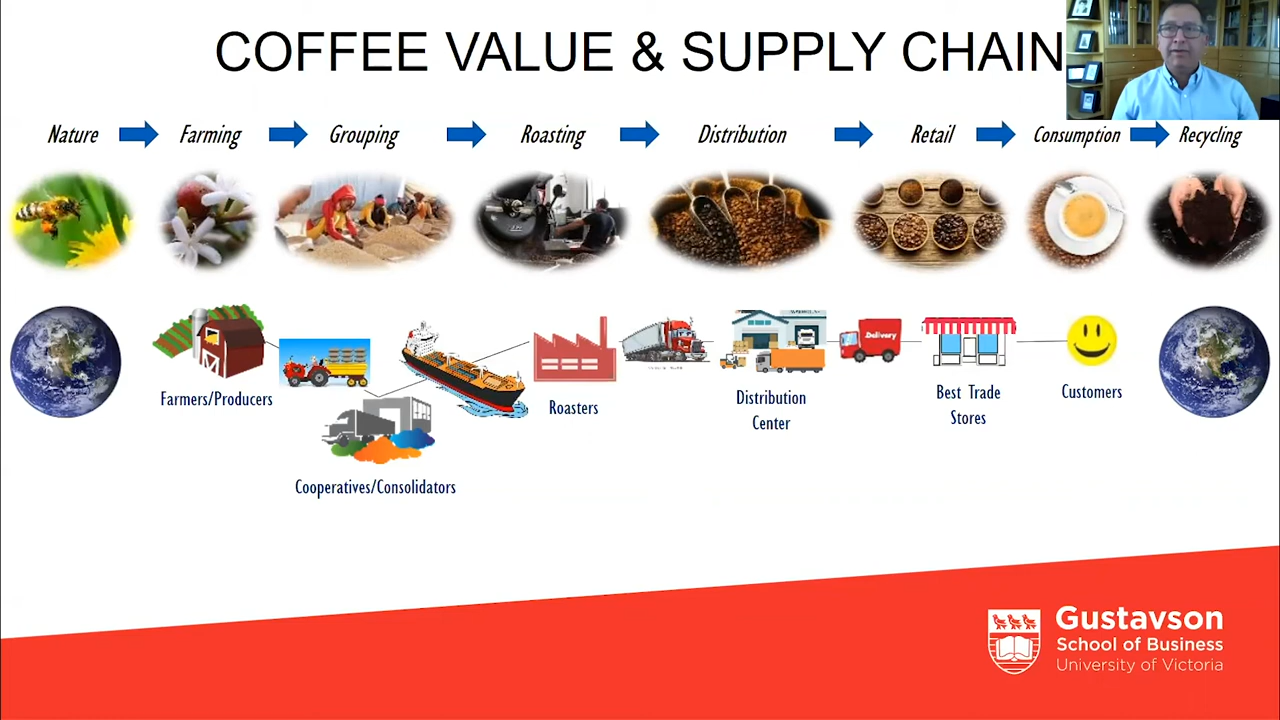 COFFEE VALUE & SUPPLY CHAIN
Nature
Farming
Grouping
Roasting
Distribution
Retail
Consumption
Recycling
Delivery
Farmers/Producers
Roasters
Distribution
Center
Best Trade
Stores
Customers
Cooperatives/Consolidators
Gustavson
School of Business
University of Victoria